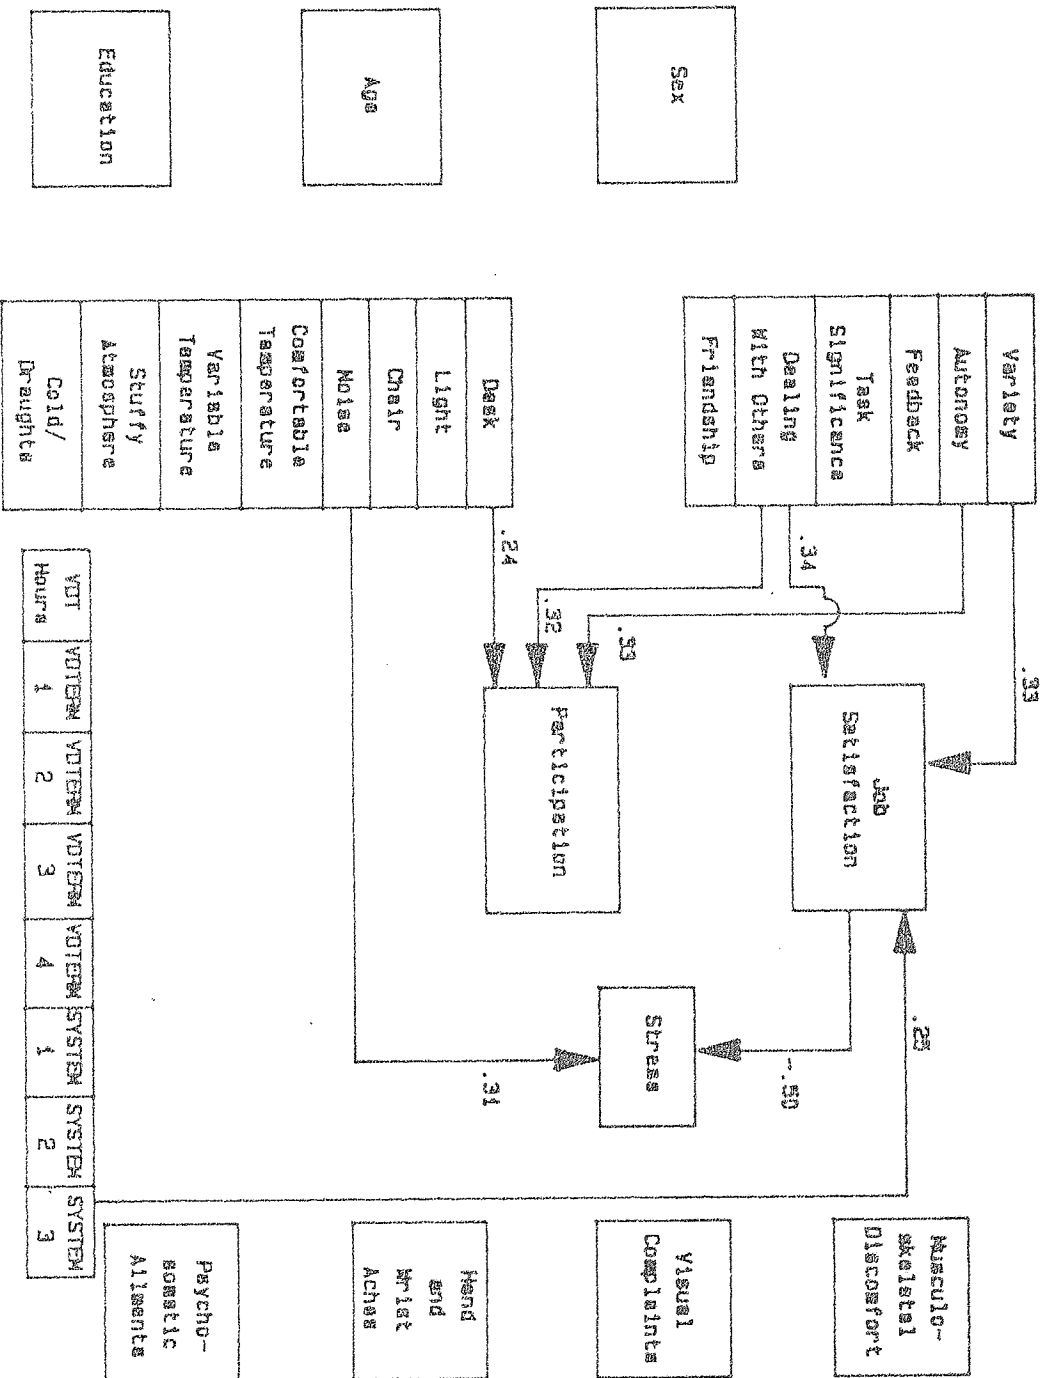 Sex
Age
Education
Variety
Autonomy
Feedback
Task
Significance
Dealing
With Others
Friendship
Desk
Light
Chair
Noise
Comfortable
Temperature
Variable
Temperature
Stuffy
Atmosphere
Cold/
Draughts
.33
.34
.33
.32
.24
Job
Satisfaction
Participation
.25
-.50
Stress
.31
Musculo-
skeletal
Discomfort
Visual
Complaints
Hand
and
Wrist
Aches
Psycho-
somatic
Ailments
VDT
Hours
VDTERM
1
VDTERM
2
VDTERM
3
VDTERM
4
SYSTEM
1
SYSTEM
2
SYSTEM
3